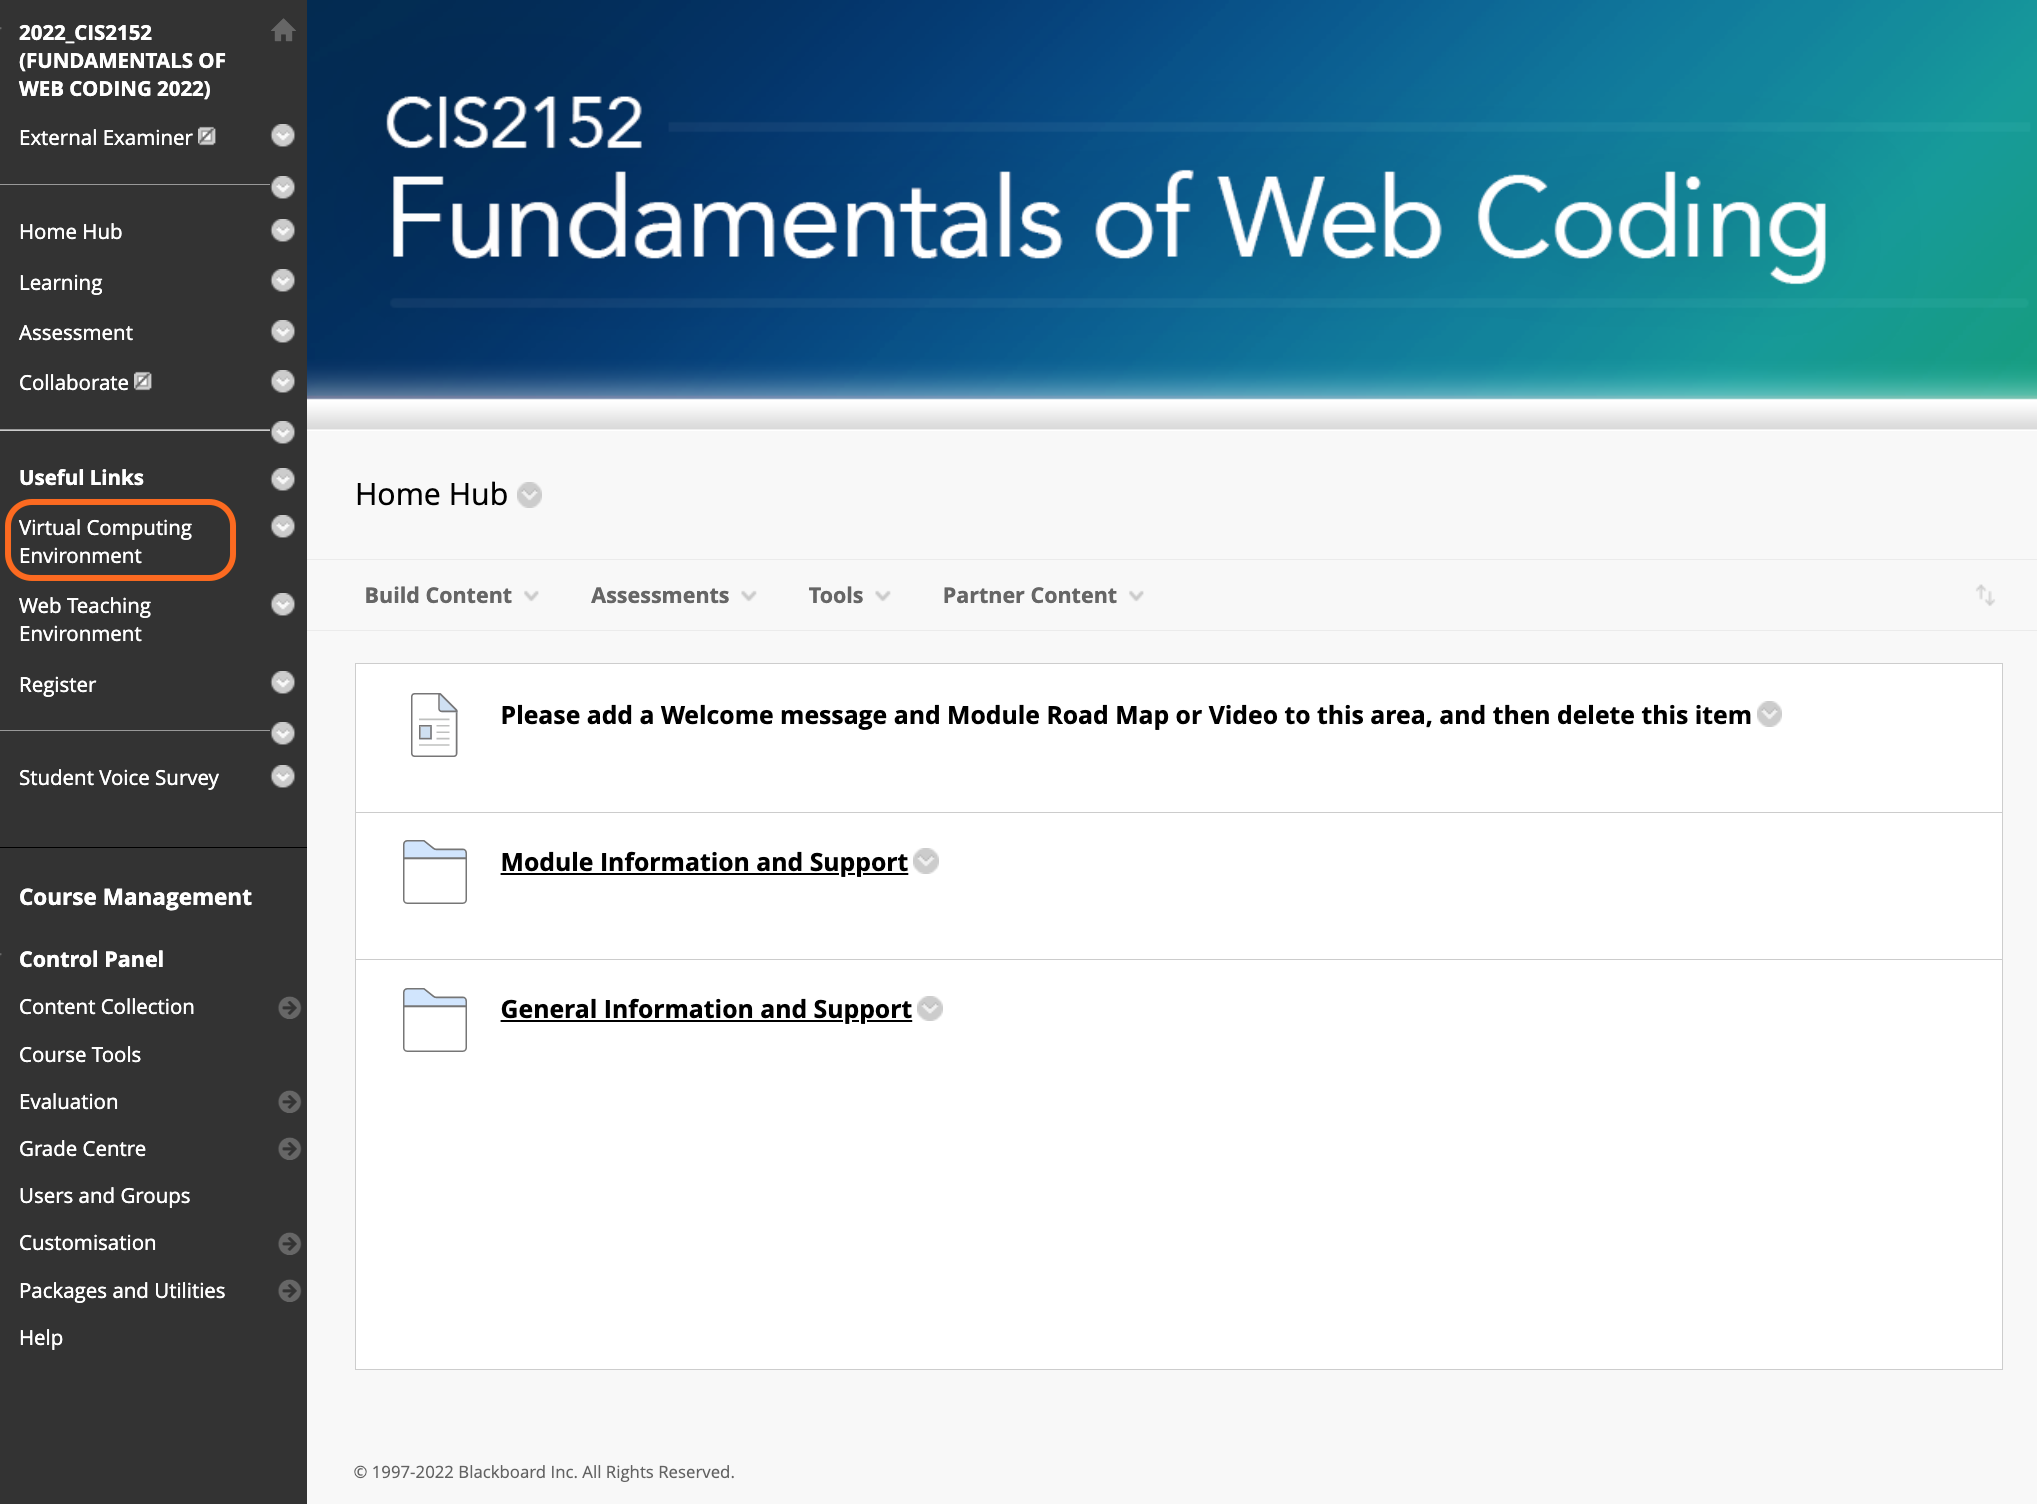 2022_CIS2152
(FUNDAMENTALS OF
WEB CODING 2022)
External Examiner
Home Hub
Learning
Assessment
Collaborate
Useful Links
Virtual Computing
Environment
Web Teaching
Environment
Register
Student Voice Survey
Course Management
Control Panel
Content Collection
Course Tools
Evaluation
Grade Centre
Users and Groups
Customisation
Packages and Utilities
Help
CIS2152
Fundamentals of Web Coding
Home Hub
Build Content Assessments Tools Partner Content
Please add a Welcome message and Module Road Map or Video to this area, and then delete this item
Module Information and Support
General Information and Support
© 1997-2022 Blackboard Inc. All Rights Reserved.